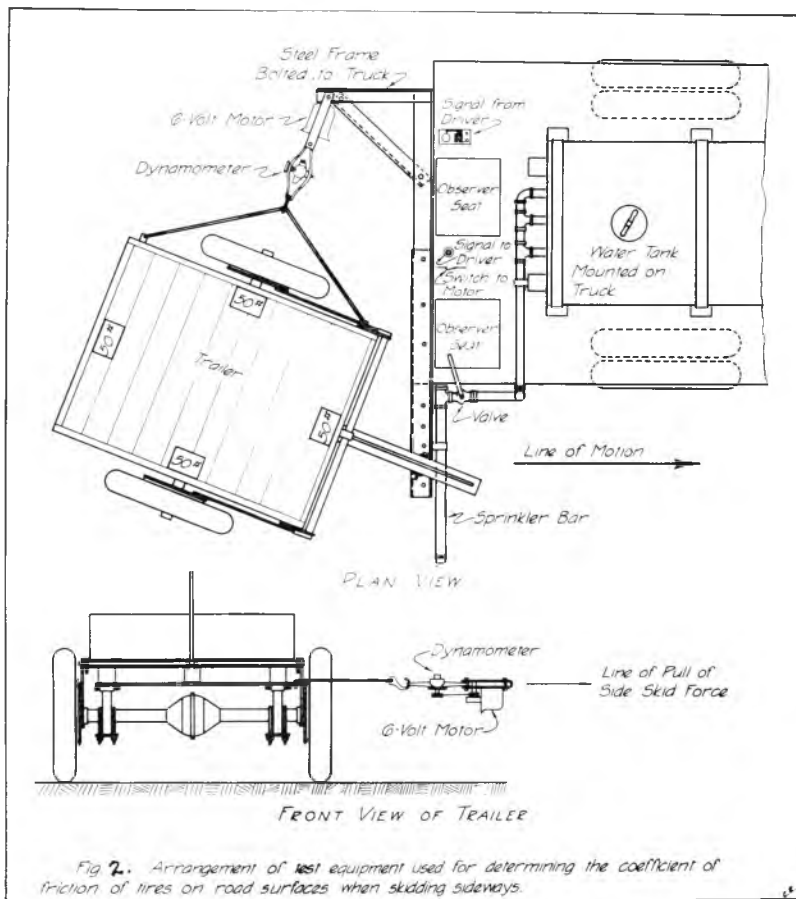 Steel Frame
Bolted to Truck
6-Volt Motor
Dynamometer
Signal from
Driver
Observer
Seat
Signal to
Driver
Switch to
Motor
Observer
Seat
Water Tank
Mounted on
Truck
50#
50#
Trailer
50#
50#
Valve
Line of Motion
Sprinkler Bar
PLAN VIEW
Dynamometer
Line of Pull of
Side Skid Force
6-Volt Motor
FRONT VIEW OF TRAILER
Fig. 2. Arrangement of test equipment used for determining the coefficient of
friction of tires on road surfaces when skidding sideways.